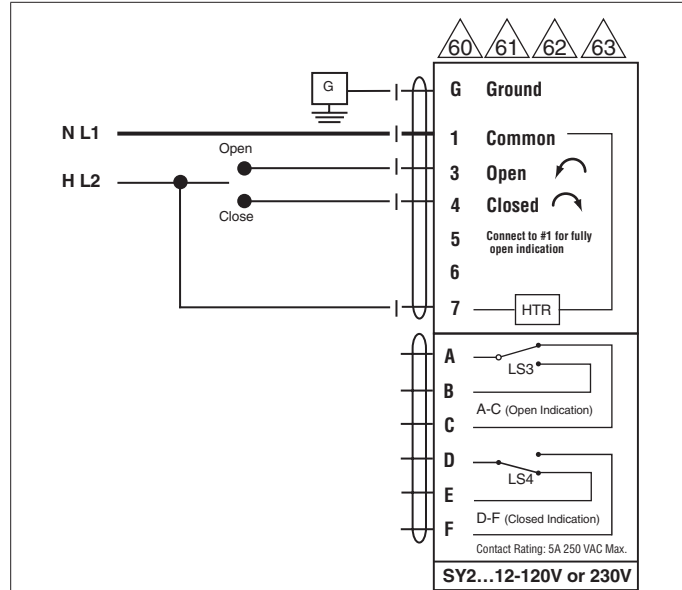 60 61 62 63
G
G Ground
N L1
1 Common
Open
3 Open
H L2
4 Closed
Close
5 Connect to #1 for fully
open indication
6
7 HTR
A
LS3
B
A-C (Open Indication)
C
D
LS4
E
D-F (Closed Indication)
F
Contact Rating: 5A 250 VAC Max.
SY2...12-120V or 230V